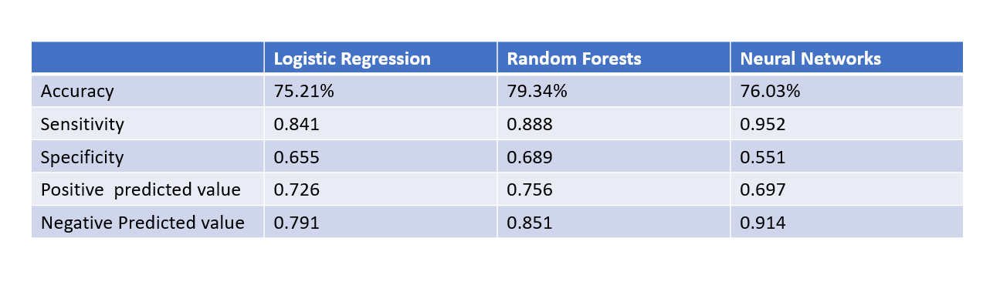 Logistic Regression Random Forests Neural Networks
Accuracy 75.21% 79.34% 76.03%
Sensitivity 0.841 0.888 0.952
Specificity 0.655 0.689 0.551
Positive  predicted value 0.726 0.756 0.697
Negative Predicted value 0.791 0.851 0.914